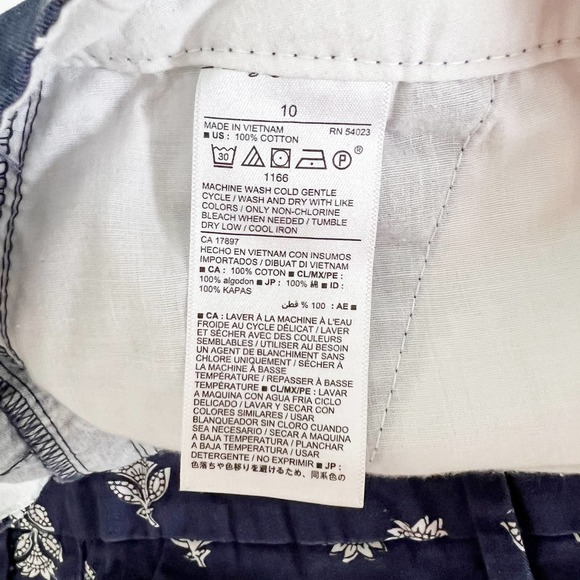 10
MADE IN VIETNAM RN 54023
■ US: 100% COTTON
30 P ®
1166
MACHINE WASH COLD GENTLE
CYCLE / WASH AND DRY WITH LIKE
COLORS / ONLY NON-CHLORINE
BLEACH WHEN NEEDED / TUMBLE
DRY LOW / COOL IRON
CA 17897
HECHO EN VIETNAM CON INSUMOS
IMPORTADOS / DIBUAT DI VIETNAM
■ CA : 100% COTON ■ CL/MX/PE :
100% algodon ■ JP : 100% 綿 ■ ID :
100% KAPAS
■ AE : 100 % قطن
■ CA : LAVER À LA MACHINE À L'EAU
FROIDE AU CYCLE DÉLICAT / LAVER
ET SÉCHER AVEC DES COULEURS
SEMBLABLES / UTILISER AU BESOIN
UN AGENT DE BLANCHIMENT SANS
CHLORE UNIQUEMENT / SÉCHER À
LA MACHINE À BASSE
TEMPÉRATURE / REPASSER À BASSE
TEMPÉRATURE ■ CL/MX/PE : LAVAR
A MAQUINA CON AGUA FRIA CICLO
DELICADO / LAVAR Y SECAR CON
COLORES SIMILARES / USAR
BLANQUEADOR SIN CLORO CUANDO
SEA NECESARIO / SECAR A MAQUINA
A BAJA TEMPERATURA / PLANCHAR
A BAJA TEMPERATURA / USAR
DETERGENTE / NO EXPRIMIR ■ JP :
色落ちや色移りを避けるため、同系色の